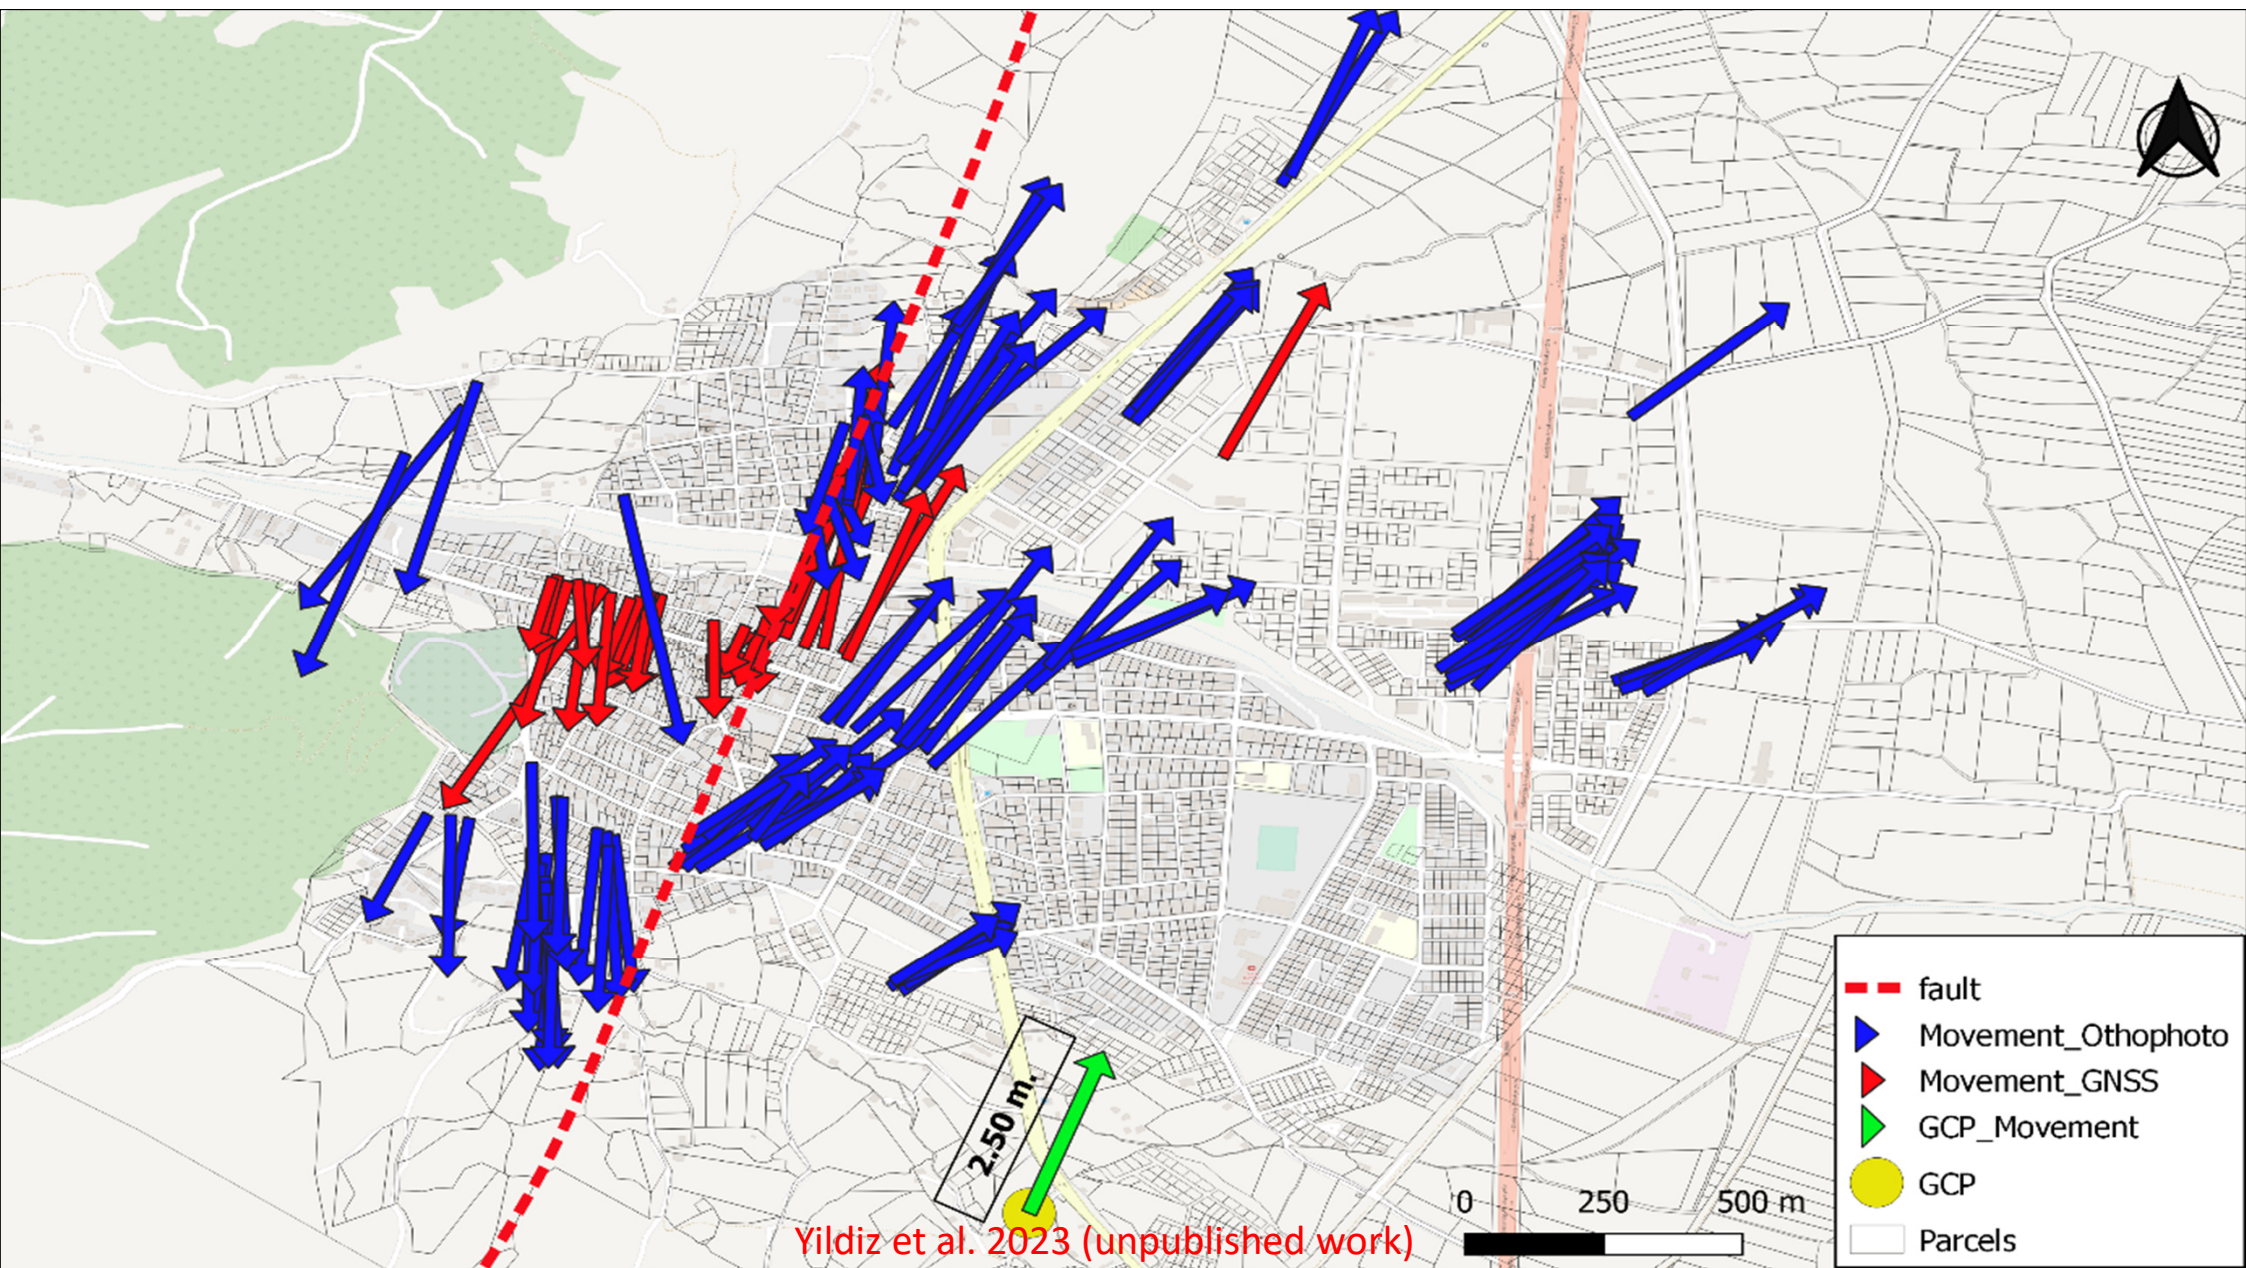 2.50 m.
Yildiz et al. 2023 (unpublished work)
0 250 500 m
fault
Movement_Othophoto
Movement_GNSS
GCP_Movement
GCP
Parcels